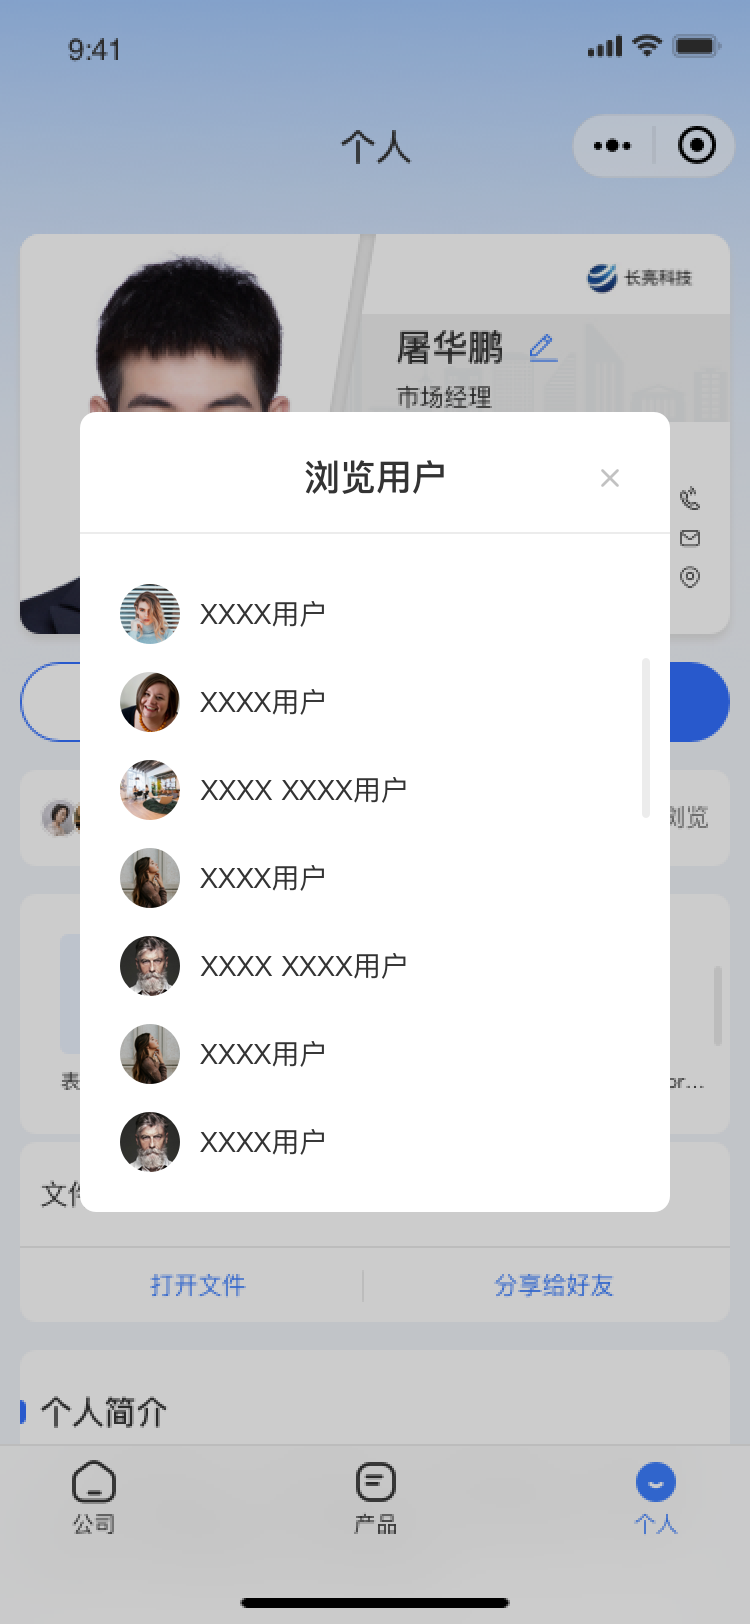 9:41
个人
长亮科技
屠华鹏
市场经理
浏览用户
XXXX用户
XXXX用户
XXXX XXXX用户
浏览
XXXX用户
XXXX XXXX用户
XXXX用户
表
or...
XXXX用户
文件
打开文件
分享给好友
个人简介
公司
产品
个人